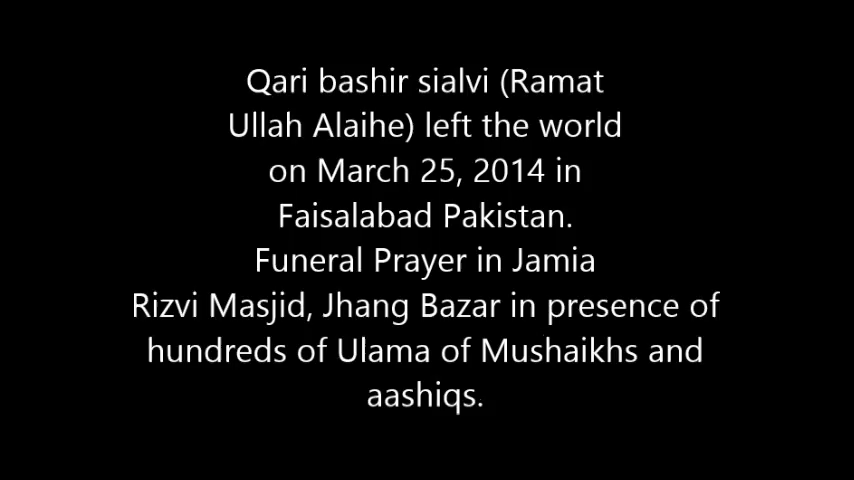 Qari bashir sialvi (Ramat
Ullah Alaihe) left the world
on March 25, 2014 in
Faisalabad Pakistan.
Funeral Prayer in Jamia
Rizvi Masjid, Jhang Bazar in presence of
hundreds of Ulama of Mushaikhs and
aashiqs.